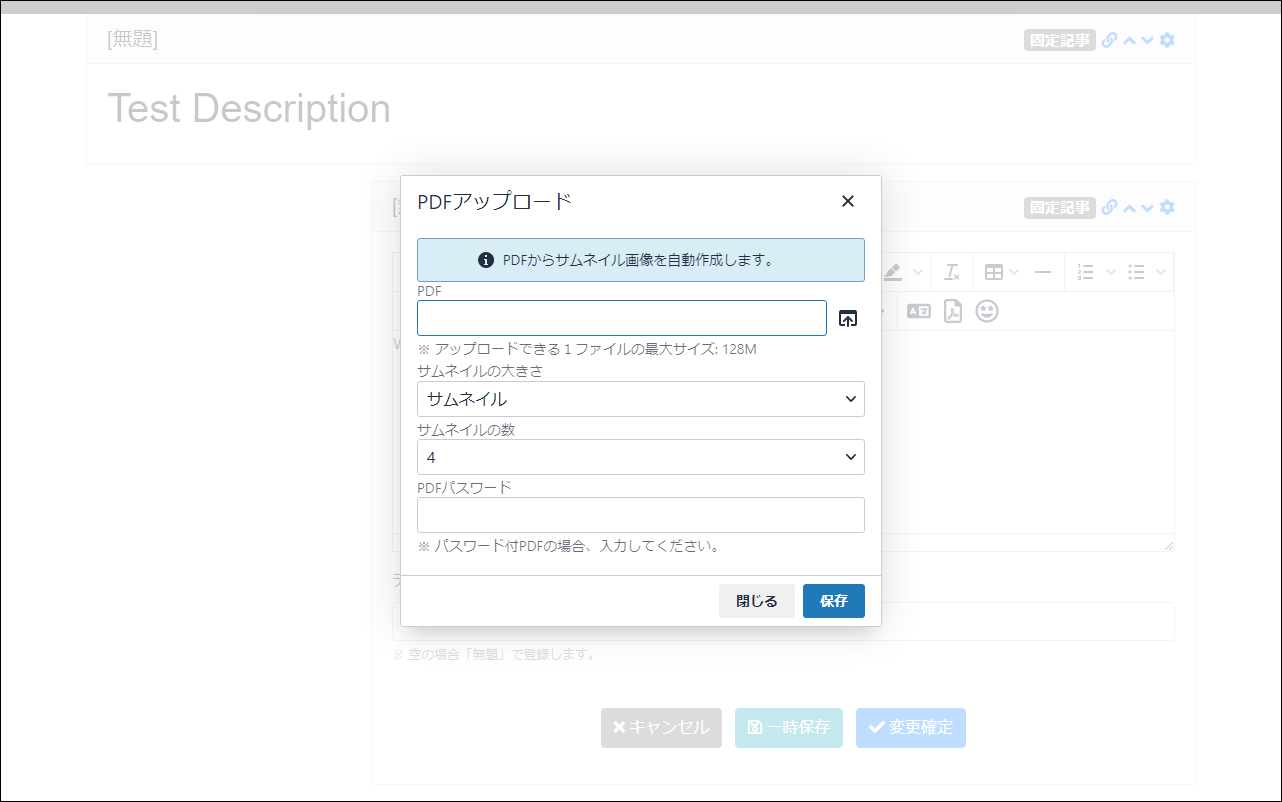 [無題]
固定記事
Test Description
固定記事
PDFアップロード
PDFからサムネイル画像を自動作成します。
PDF
※ アップロードできる１ファイルの最大サイズ: 128M
サムネイルの大きさ
サムネイル
サムネイルの数
4
PDFパスワード
※ パスワード付PDFの場合、入力してください。
閉じる
保存
※ 空の場合「無題」で登録します。
キャンセル
一時保存
変更確定